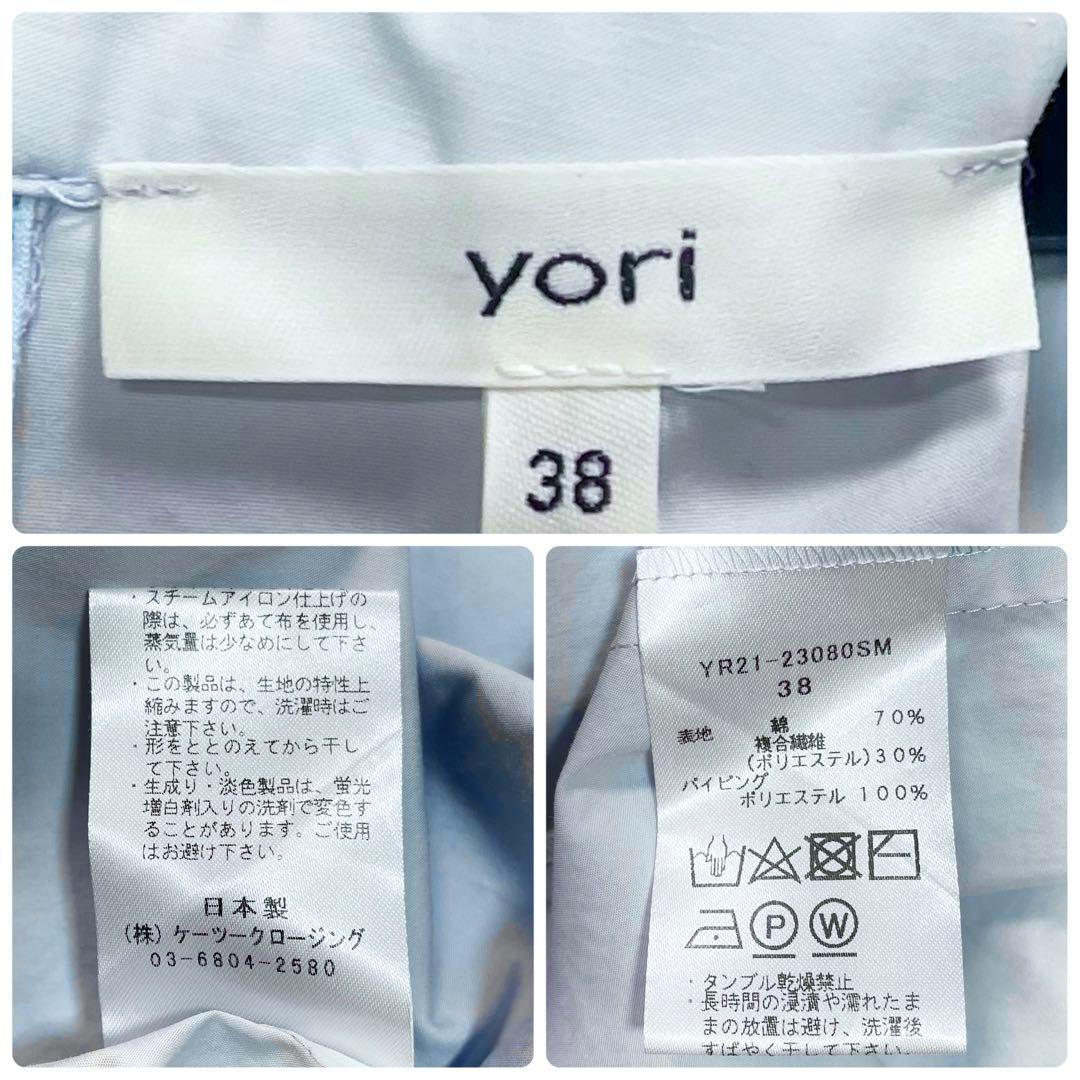 yori
38
・スチームアイロン仕上げの
際は、必ずあて布を使用し、
蒸気量は少なめにして下さ
い。
・この製品は、生地の特性上
縮みますので、洗濯時はご
注意下さい。
・形をととのえてから干し
て下さい。
・生成り・淡色製品は、蛍光
増白剤入りの洗剤で変色す
ることがあります。ご使用
はお避け下さい。
日本製
(株) ケーツークロージング
03-6804-2580
YR21-23080SM
38
表地 綿 70%
複合繊維
(ポリエステル)30%
パイピング
ポリエステル 100%
P W
・タンブル乾燥禁止
・長時間の浸漬や濡れたま
まの放置は避け、洗濯後
すばやく干して下さい。